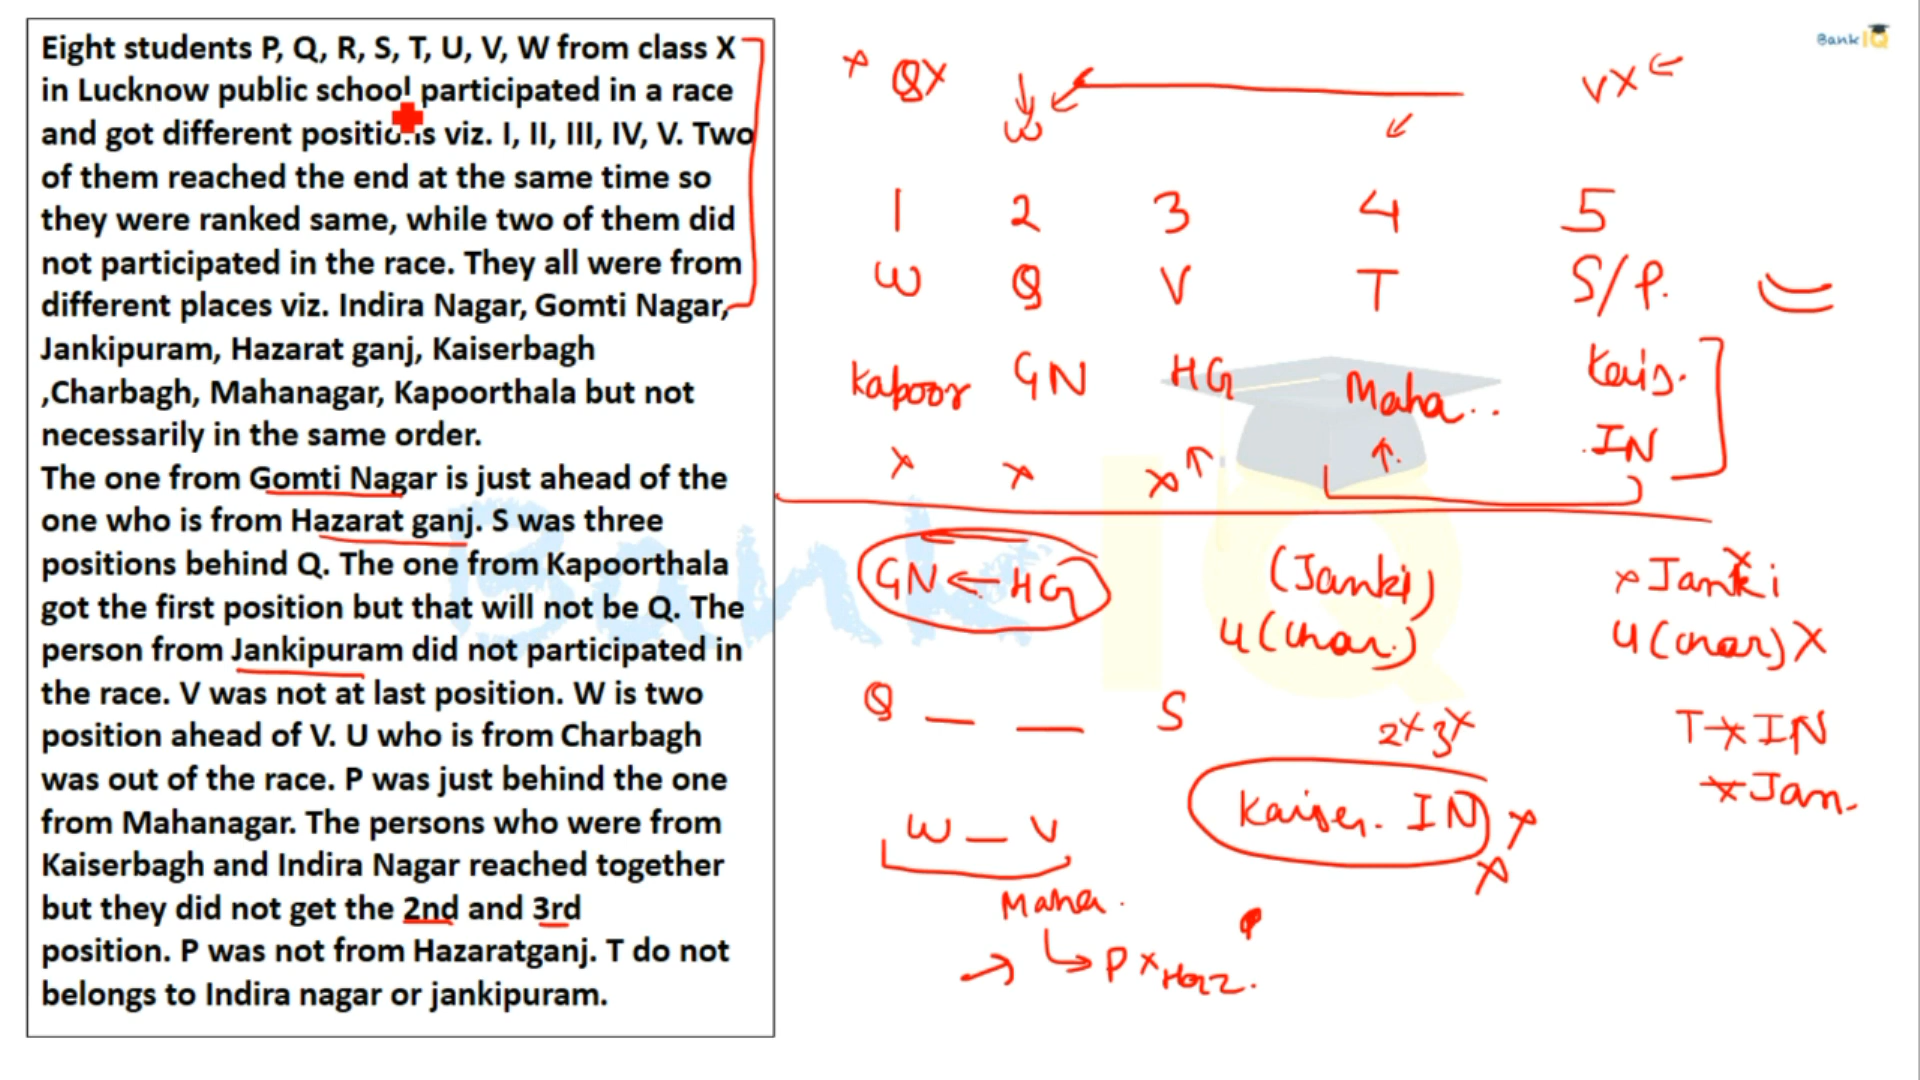 Eight students P, Q, R, S, T, U, V, W from class X
in Lucknow public school participated in a race
and got different positions viz. I, II, III, IV, V. Two
of them reached the end at the same time so
they were ranked same, while two of them did
not participated in the race. They all were from
different places viz. Indira Nagar, Gomti Nagar,
Jankipuram, Hazarat ganj, Kaiserbagh
,Charbagh, Mahanagar, Kapoorthala but not
necessarily in the same order.
The one from Gomti Nagar is just ahead of the
one who is from Hazarat ganj. S was three
positions behind Q. The one from Kapoorthala
got the first position but that will not be Q. The
person from Jankipuram did not participated in
the race. V was not at last position. W is two
position ahead of V. U who is from Charbagh
was out of the race. P was just behind the one
from Mahanagar. The persons who were from
Kaiserbagh and Indira Nagar reached together
but they did not get the 2nd and 3rd
position. P was not from Hazaratganj. T do not
belongs to Indira nagar or jankipuram.
Bank IQ
x Qx Vx ←
W
1 2 3 4 5
W Q V T S/P.
Kapoor GN HG Maha.. Kais.
IN
x x x
GN ← HG (Janki) x Janki x
U (Char.) U (Char) X
Q _ _ S 2x 3x T x IN
x Jan.
W _ V Kaiser. IN x
x
Maha.
P x Haz.
Bank IQ